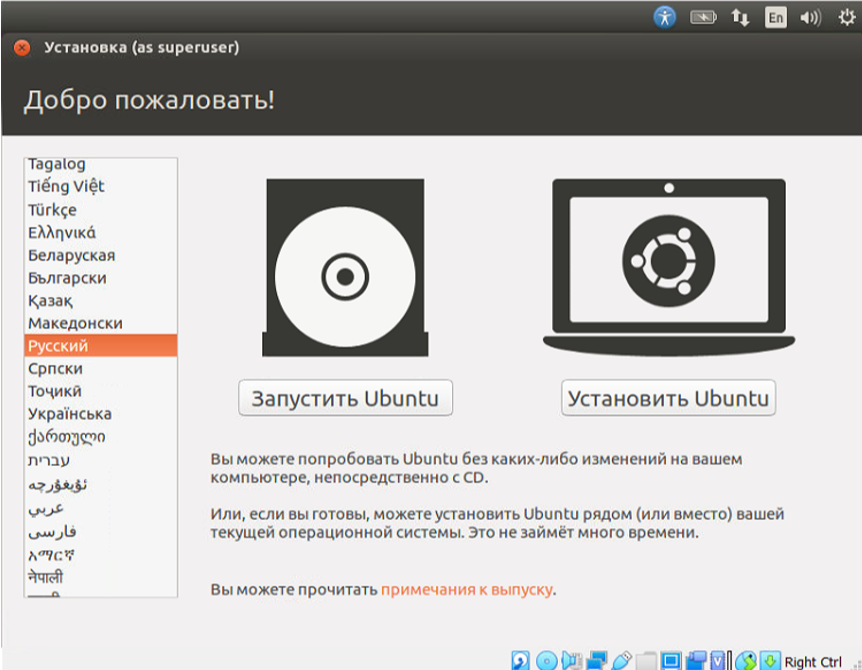 En
Установка (as superuser)
Добро пожаловать!
Tagalog
Tiếng Việt
Türkçe
Ελληνικά
Беларуская
Български
Қазақ
Македонски
Русский
Српски
Тоҷикӣ
Українська
ქართული
עברית
ئۇيغۇرچە
عربي
فارسی
አማርኛ
नेपाली
Запустить Ubuntu
Установить Ubuntu
Вы можете попробовать Ubuntu без каких-либо изменений на вашем
компьютере, непосредственно с CD.
Или, если вы готовы, можете установить Ubuntu рядом (или вместо) вашей
текущей операционной системы. Это не займёт много времени.
Вы можете прочитать примечания к выпуску.
Right Ctrl